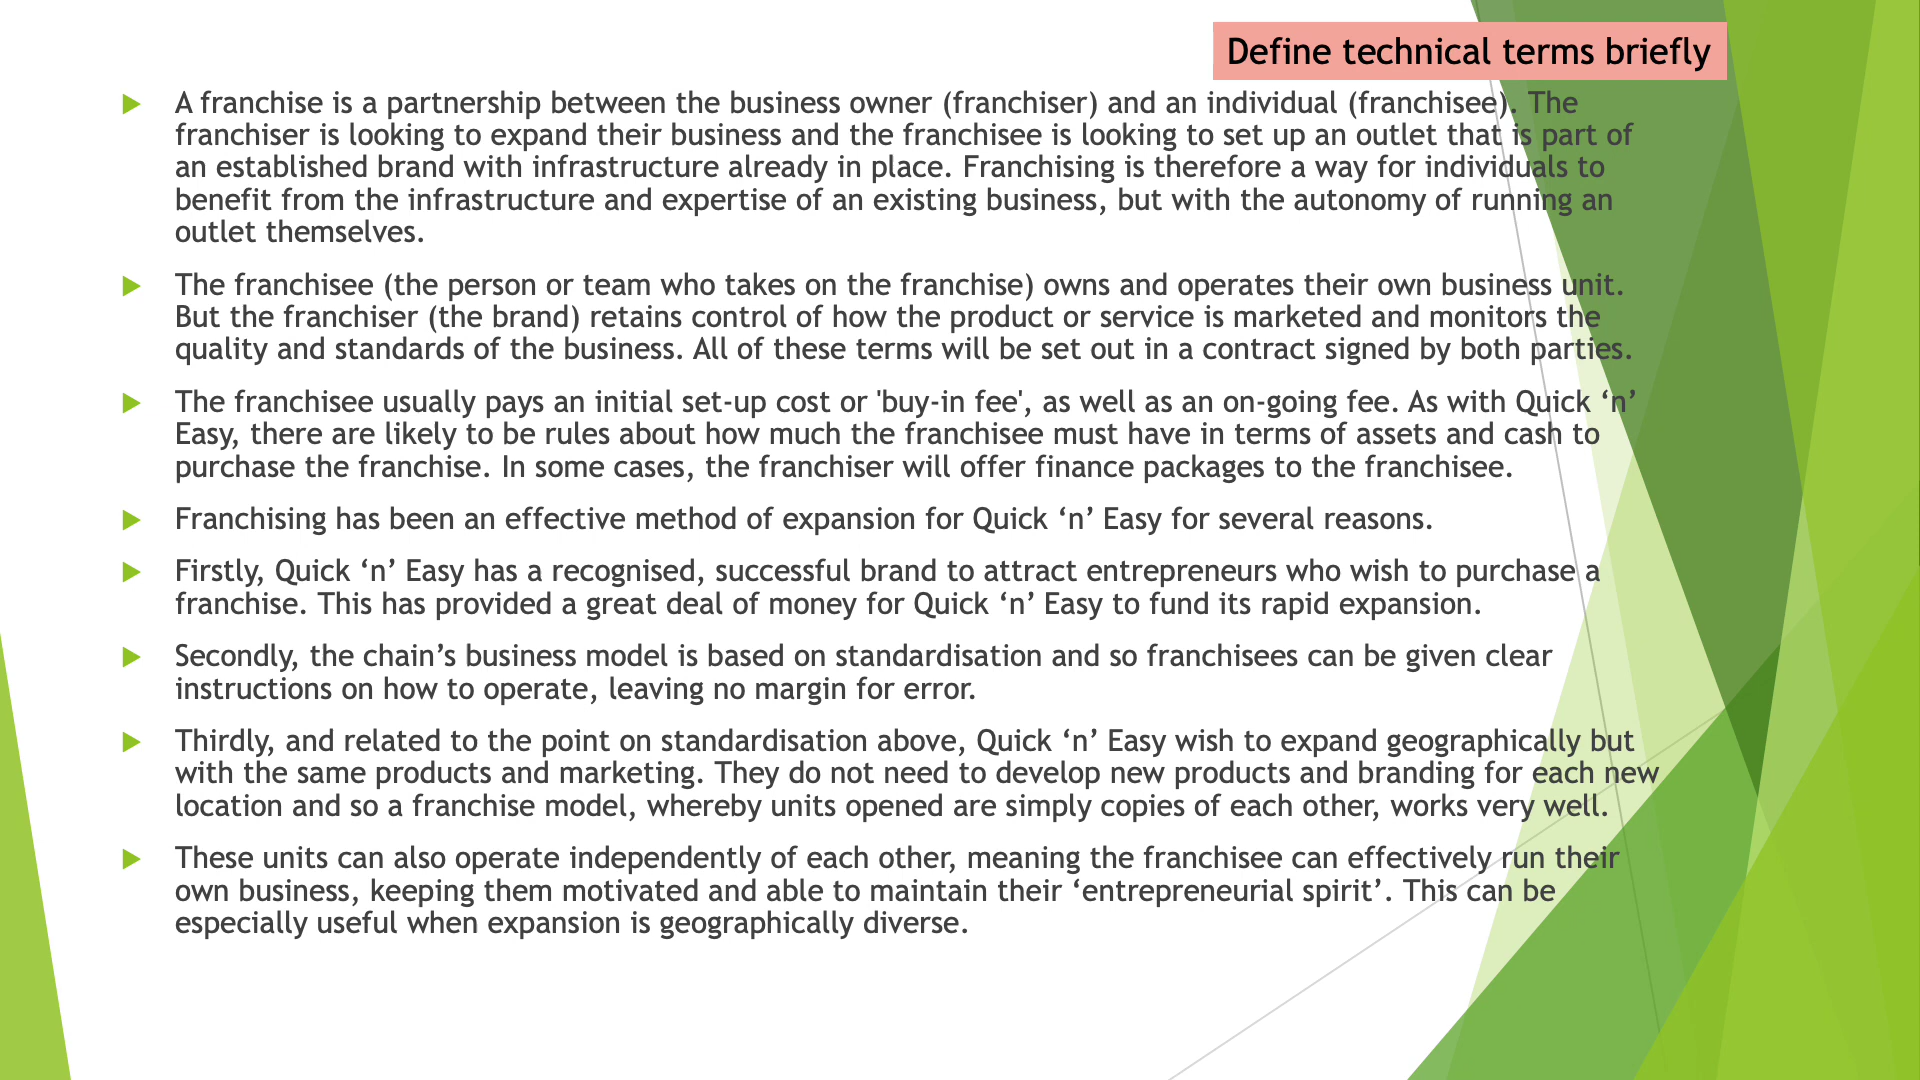 Define technical terms briefly
A franchise is a partnership between the business owner (franchiser) and an individual (franchisee). The
franchiser is looking to expand their business and the franchisee is looking to set up an outlet that is part of
an established brand with infrastructure already in place. Franchising is therefore a way for individuals to
benefit from the infrastructure and expertise of an existing business, but with the autonomy of running an
outlet themselves.
The franchisee (the person or team who takes on the franchise) owns and operates their own business unit.
But the franchiser (the brand) retains control of how the product or service is marketed and monitors the
quality and standards of the business. All of these terms will be set out in a contract signed by both parties.
The franchisee usually pays an initial set-up cost or 'buy-in fee', as well as an on-going fee. As with Quick ‘n’
Easy, there are likely to be rules about how much the franchisee must have in terms of assets and cash to
purchase the franchise. In some cases, the franchiser will offer finance packages to the franchisee.
Franchising has been an effective method of expansion for Quick ‘n’ Easy for several reasons.
Firstly, Quick ‘n’ Easy has a recognised, successful brand to attract entrepreneurs who wish to purchase a
franchise. This has provided a great deal of money for Quick ‘n’ Easy to fund its rapid expansion.
Secondly, the chain’s business model is based on standardisation and so franchisees can be given clear
instructions on how to operate, leaving no margin for error.
Thirdly, and related to the point on standardisation above, Quick ‘n’ Easy wish to expand geographically but
with the same products and marketing. They do not need to develop new products and branding for each new
location and so a franchise model, whereby units opened are simply copies of each other, works very well.
These units can also operate independently of each other, meaning the franchisee can effectively run their
own business, keeping them motivated and able to maintain their ‘entrepreneurial spirit’. This can be
especially useful when expansion is geographically diverse.